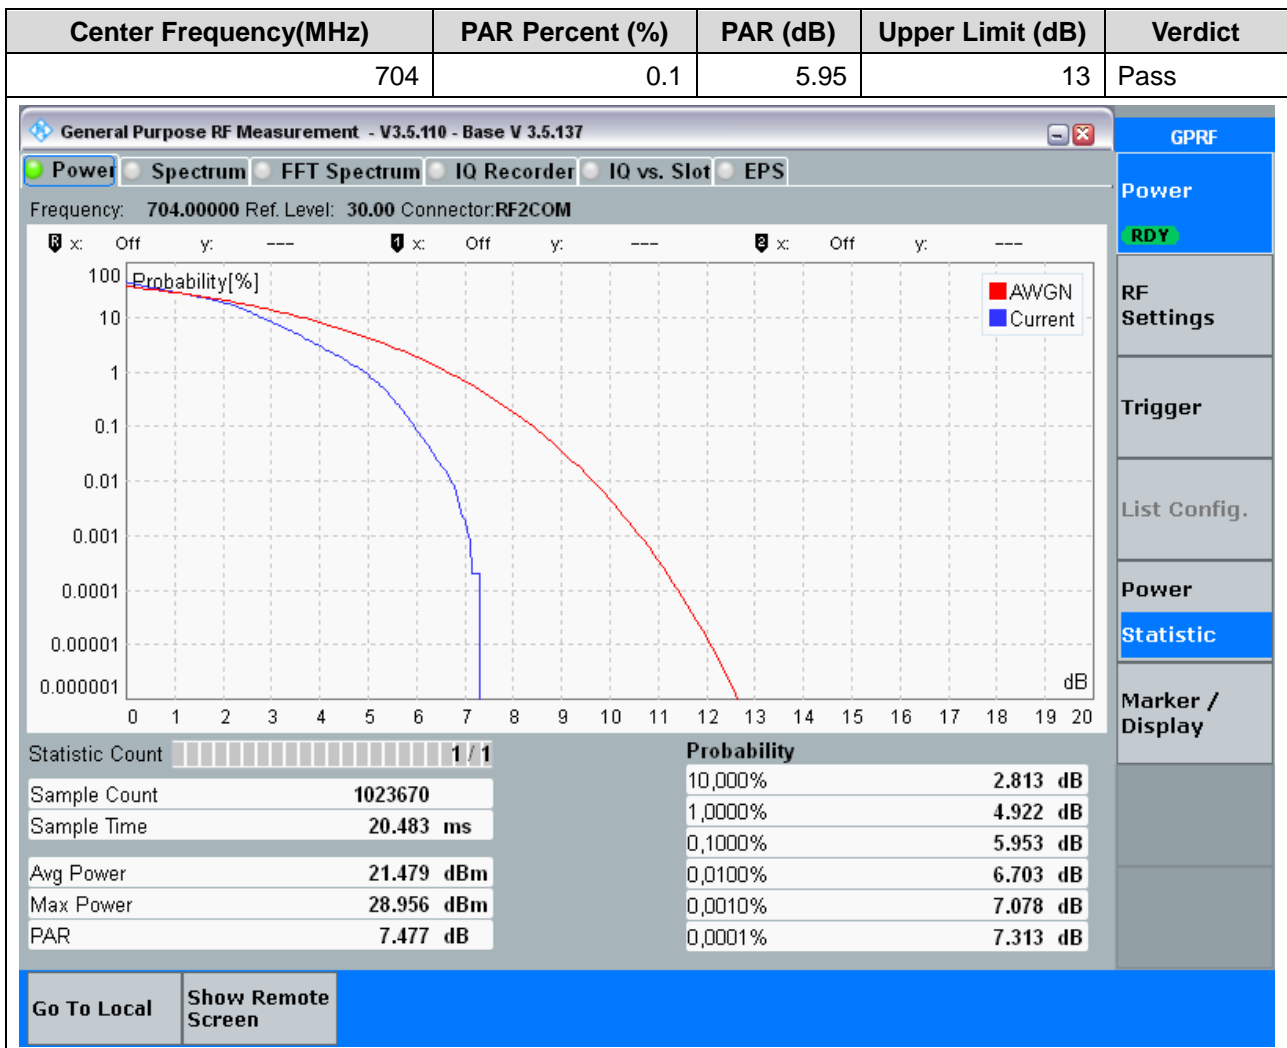 Center Frequency(MHz) PAR Percent (%) PAR (dB) Upper Limit (dB) Verdict
704 0.1 5.95 13 Pass
General Purpose RF Measurement - V3.5.110 - Base V 3.5.137
GPRF
Power Spectrum FFT Spectrum IQ Recorder IQ vs. Slot EPS
Frequency: 704.00000 Ref. Level: 30.00 Connector:RF2COM
R x: Off y: --- 1 x: Off y: --- 2 x: Off y: ---
Probability[%]
100
10
1
0.1
0.01
0.001
0.0001
0.00001
0.000001
AWGN
Current
dB
0 1 2 3 4 5 6 7 8 9 10 11 12 13 14 15 16 17 18 19 20
Statistic Count 1 / 1
Sample Count 1023670
Sample Time 20.483 ms
Avg Power 21.479 dBm
Max Power 28.956 dBm
PAR 7.477 dB
Probability
10,000% 2.813 dB
1,0000% 4.922 dB
0,1000% 5.953 dB
0,0100% 6.703 dB
0,0010% 7.078 dB
0,0001% 7.313 dB
Power
RDY
RF
Settings
Trigger
List Config.
Power
Statistic
Marker /
Display
Go To Local
Show Remote
Screen